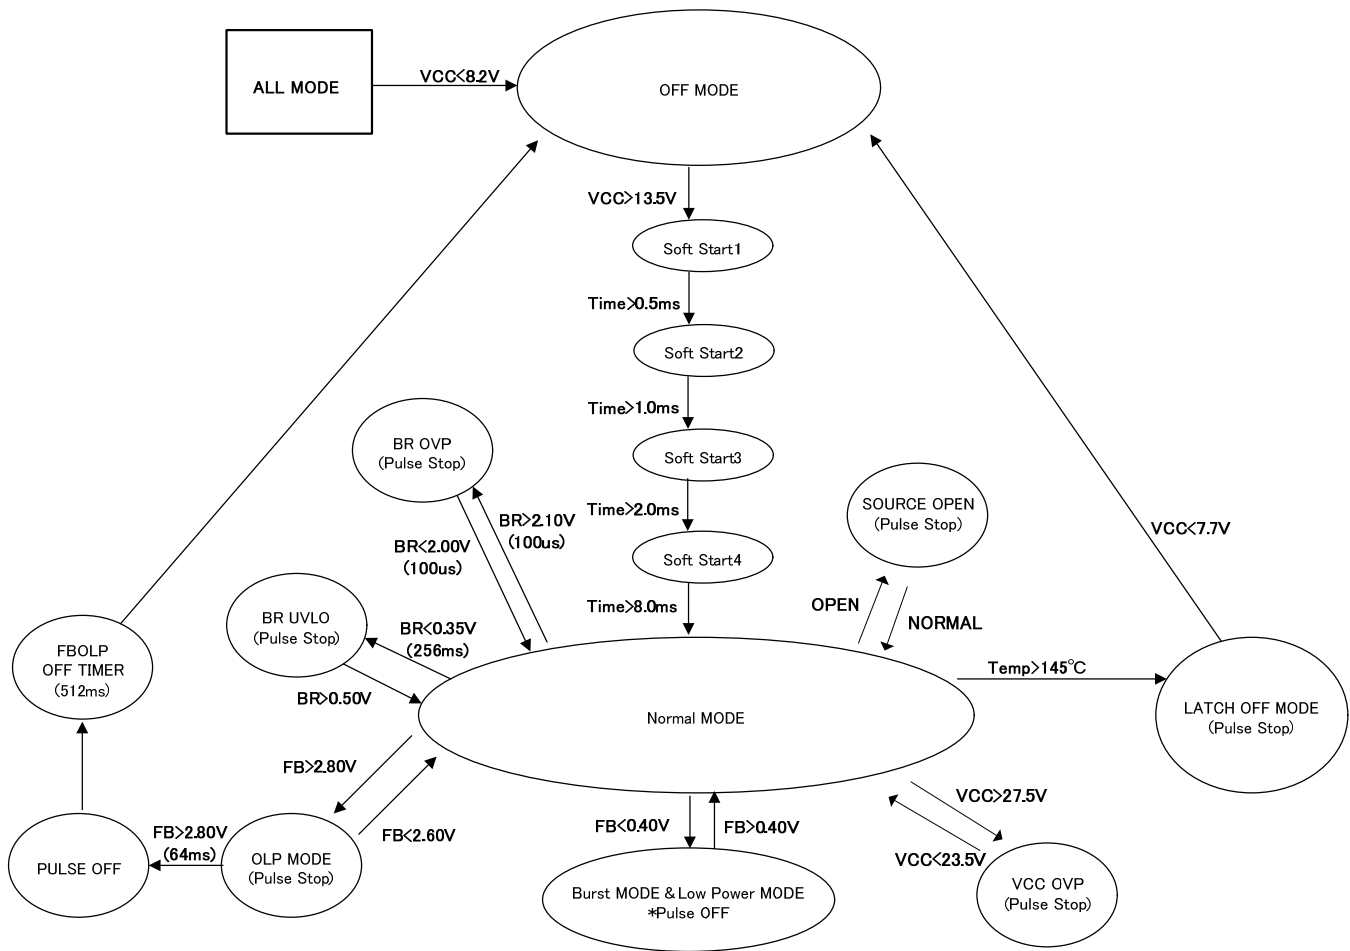 ALL MODE
VCC<8.2V
OFF MODE
VCC>13.5V
Soft Start1
Time>0.5ms
Soft Start2
Time>1.0ms
Soft Start3
Time>2.0ms
Soft Start4
Time>8.0ms
BR OVP
(Pulse Stop)
BR>2.10V
(100us)
BR<2.00V
(100us)
BR UVLO
(Pulse Stop)
BR<0.35V
(256ms)
BR>0.50V
SOURCE OPEN
(Pulse Stop)
OPEN
NORMAL
VCC<7.7V
FBOLP
OFF TIMER
(512ms)
Normal MODE
Temp>145℃
LATCH OFF MODE
(Pulse Stop)
FB>2.80V
FB<2.60V
FB>2.80V
(64ms)
PULSE OFF
OLP MODE
(Pulse Stop)
FB<0.40V
FB>0.40V
Burst MODE & Low Power MODE
*Pulse OFF
VCC>27.5V
VCC<23.5V
VCC OVP
(Pulse Stop)